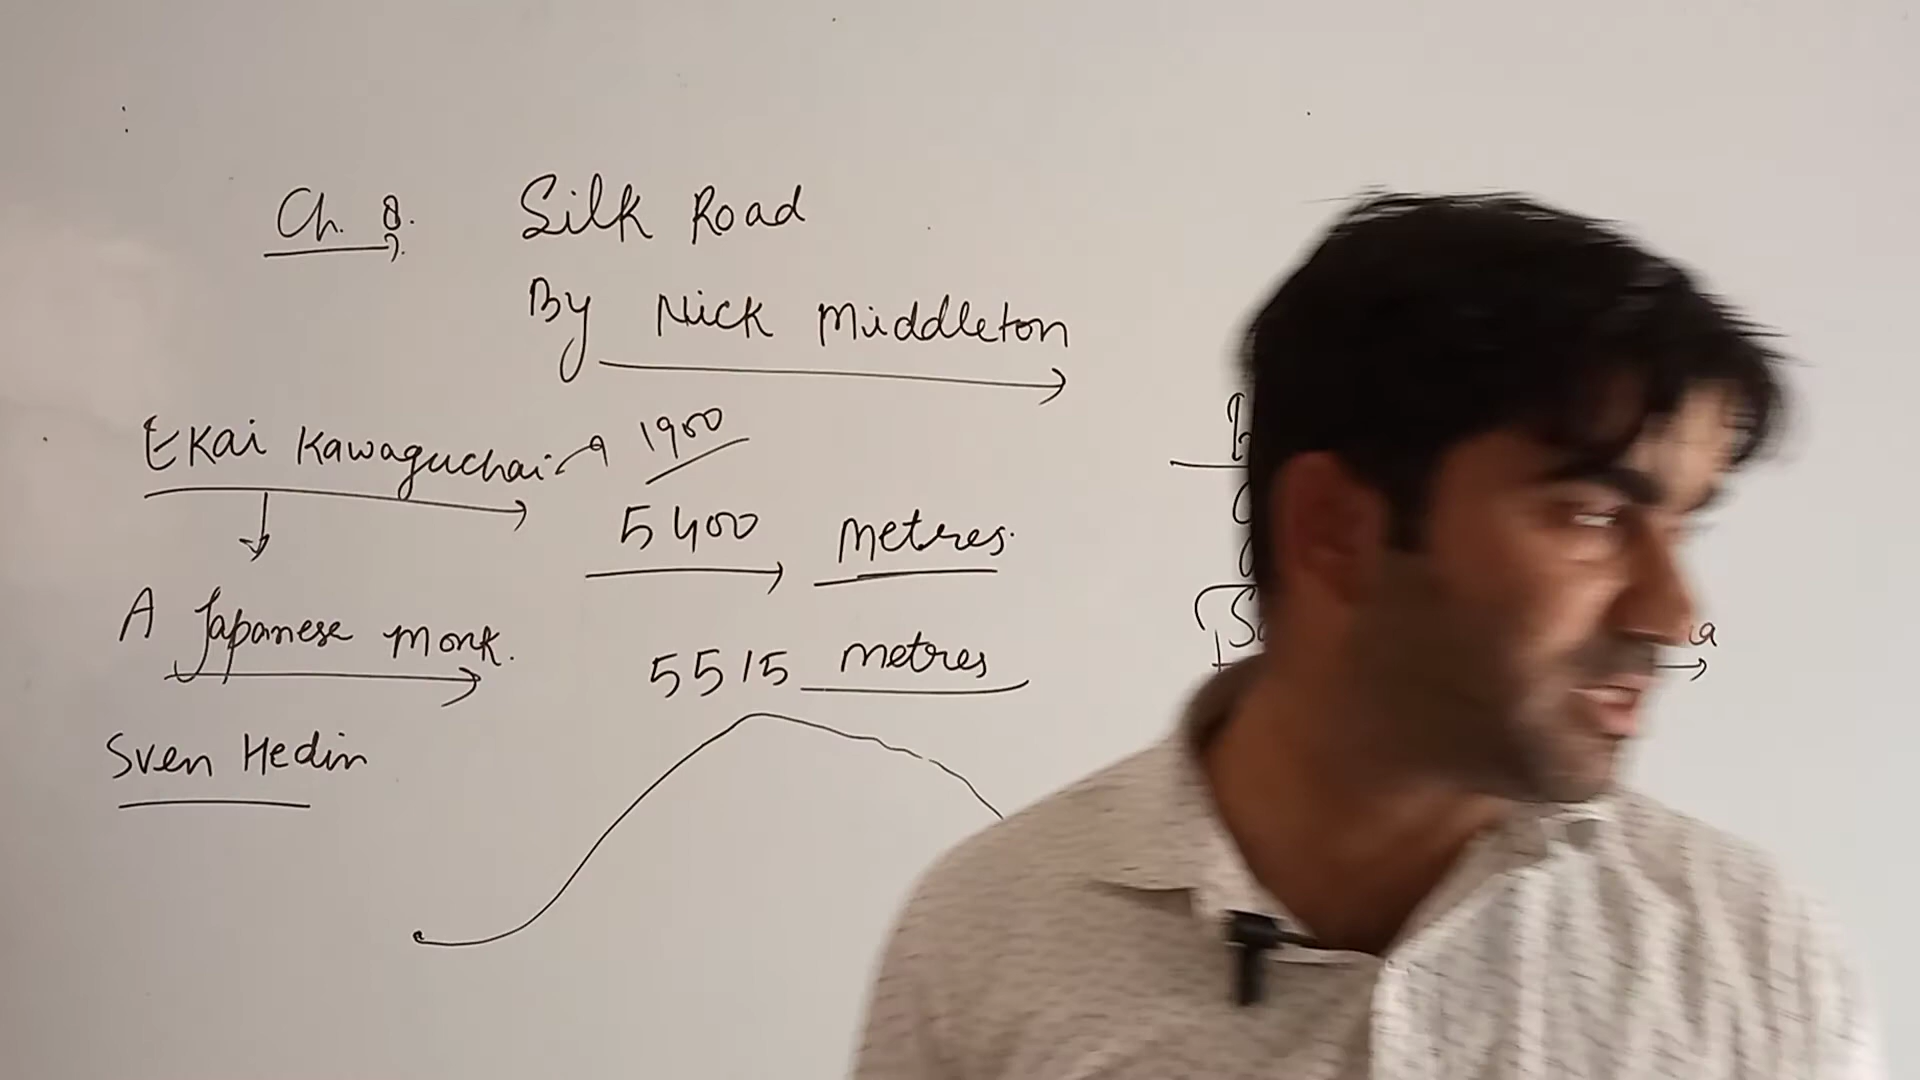 Ch. 8. Silk Road
By Nick Middleton
Ekai Kawaguchai → 1900
5400 metres.
A Japanese monk.
5515 metres
Sven Hedin